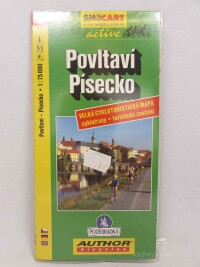 SHOCART
active
Povltaví
Písecko
VELKÁ CYKLOTURISTICKÁ MAPA
cyklotrasy • turistické značení
Povltaví - Písecko • 1 : 75 000
PODĚBRADKA
AUTHOR